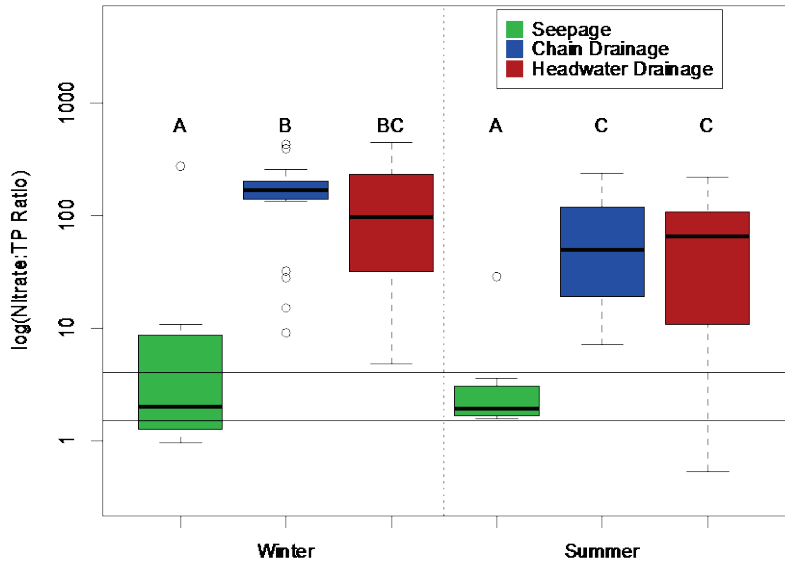 Seepage
Chain Drainage
Headwater Drainage
log(Nitrate:TP Ratio)
1000
100
10
1
A
B
BC
A
C
C
Winter
Summer